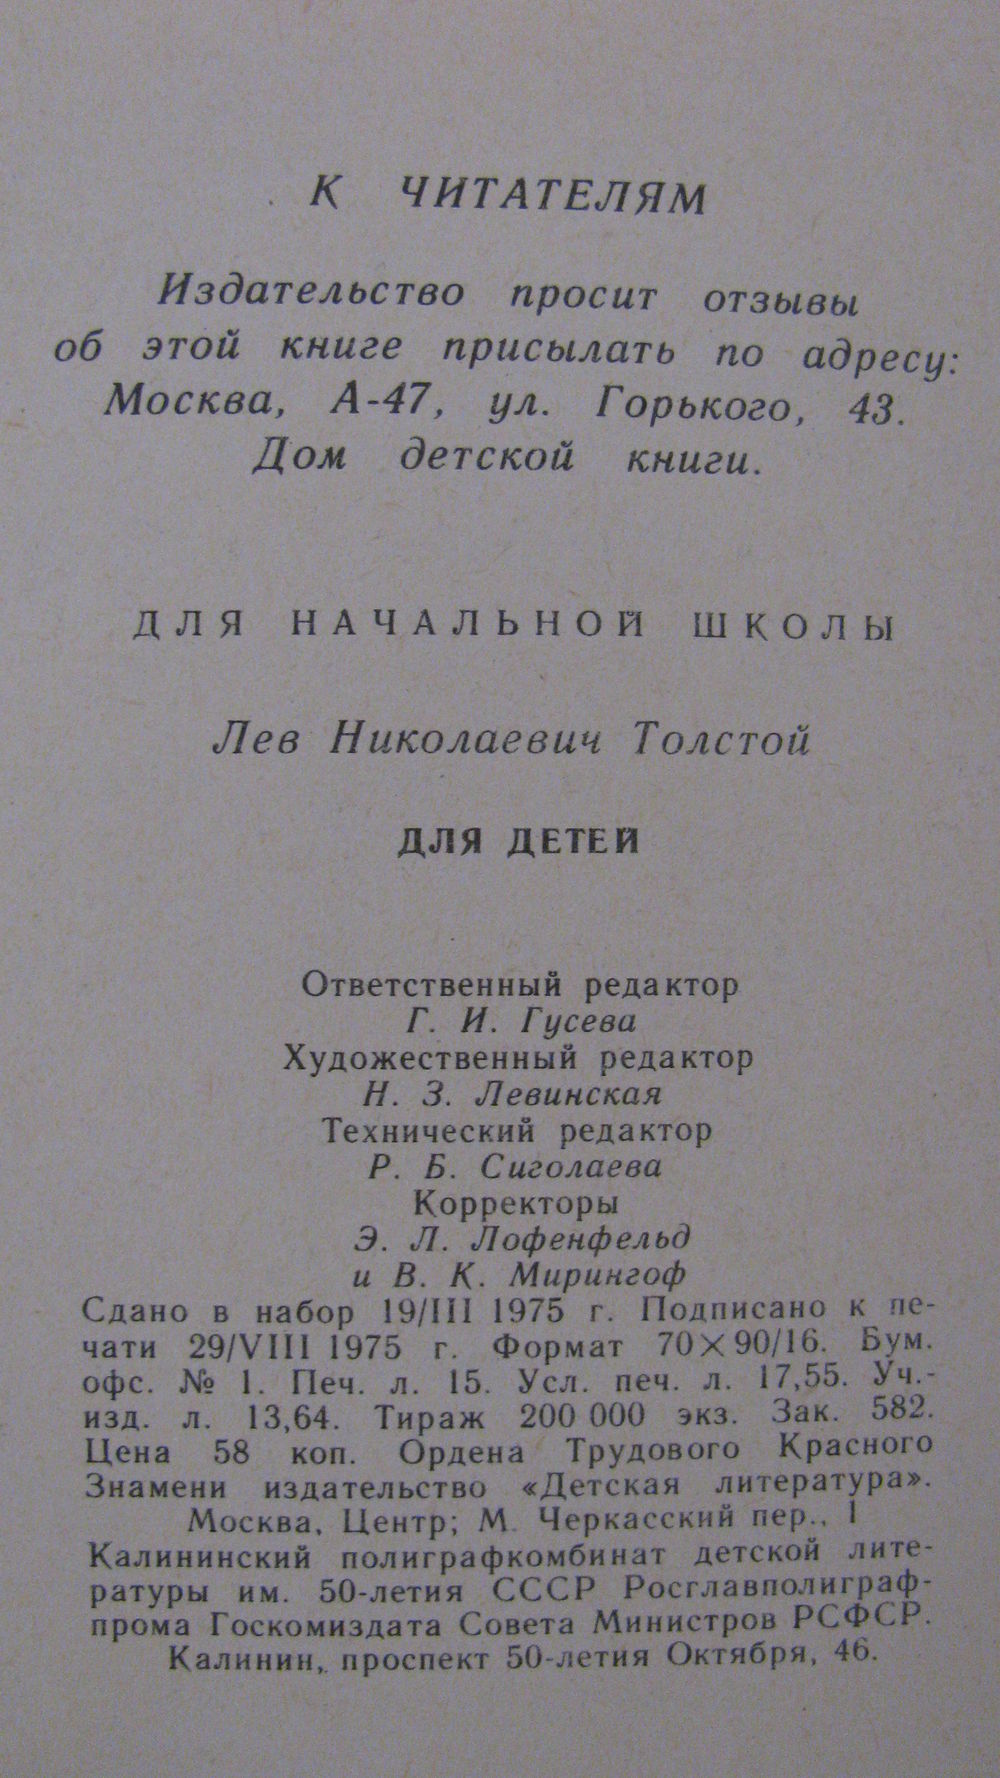 К ЧИТАТЕЛЯМ
Издательство просит отзывы
об этой книге присылать по адресу:
Москва, А-47, ул. Горького, 43.
Дом детской книги.
ДЛЯ НАЧАЛЬНОЙ ШКОЛЫ
Лев Николаевич Толстой
ДЛЯ ДЕТЕЙ
Ответственный редактор
Г. И. Гусева
Художественный редактор
Н. З. Левинская
Технический редактор
Р. Б. Сиголаева
Корректоры
Э. Л. Лофенфельд
и В. К. Мирингоф
Сдано в набор 19/III 1975 г. Подписано к пе-
чати 29/VIII 1975 г. Формат 70×90/16. Бум.
офс. № 1. Печ. л. 15. Усл. печ. л. 17,55. Уч.-
изд. л. 13,64. Тираж 200 000 экз. Зак. 582.
Цена 58 коп. Ордена Трудового Красного
Знамени издательство «Детская литература».
Москва, Центр; М. Черкасский пер., 1
Калининский полиграфкомбинат детской лите-
ратуры им. 50-летия СССР Росглавполиграф-
прома Госкомиздата Совета Министров РСФСР.
Калинин, проспект 50-летия Октября, 46.